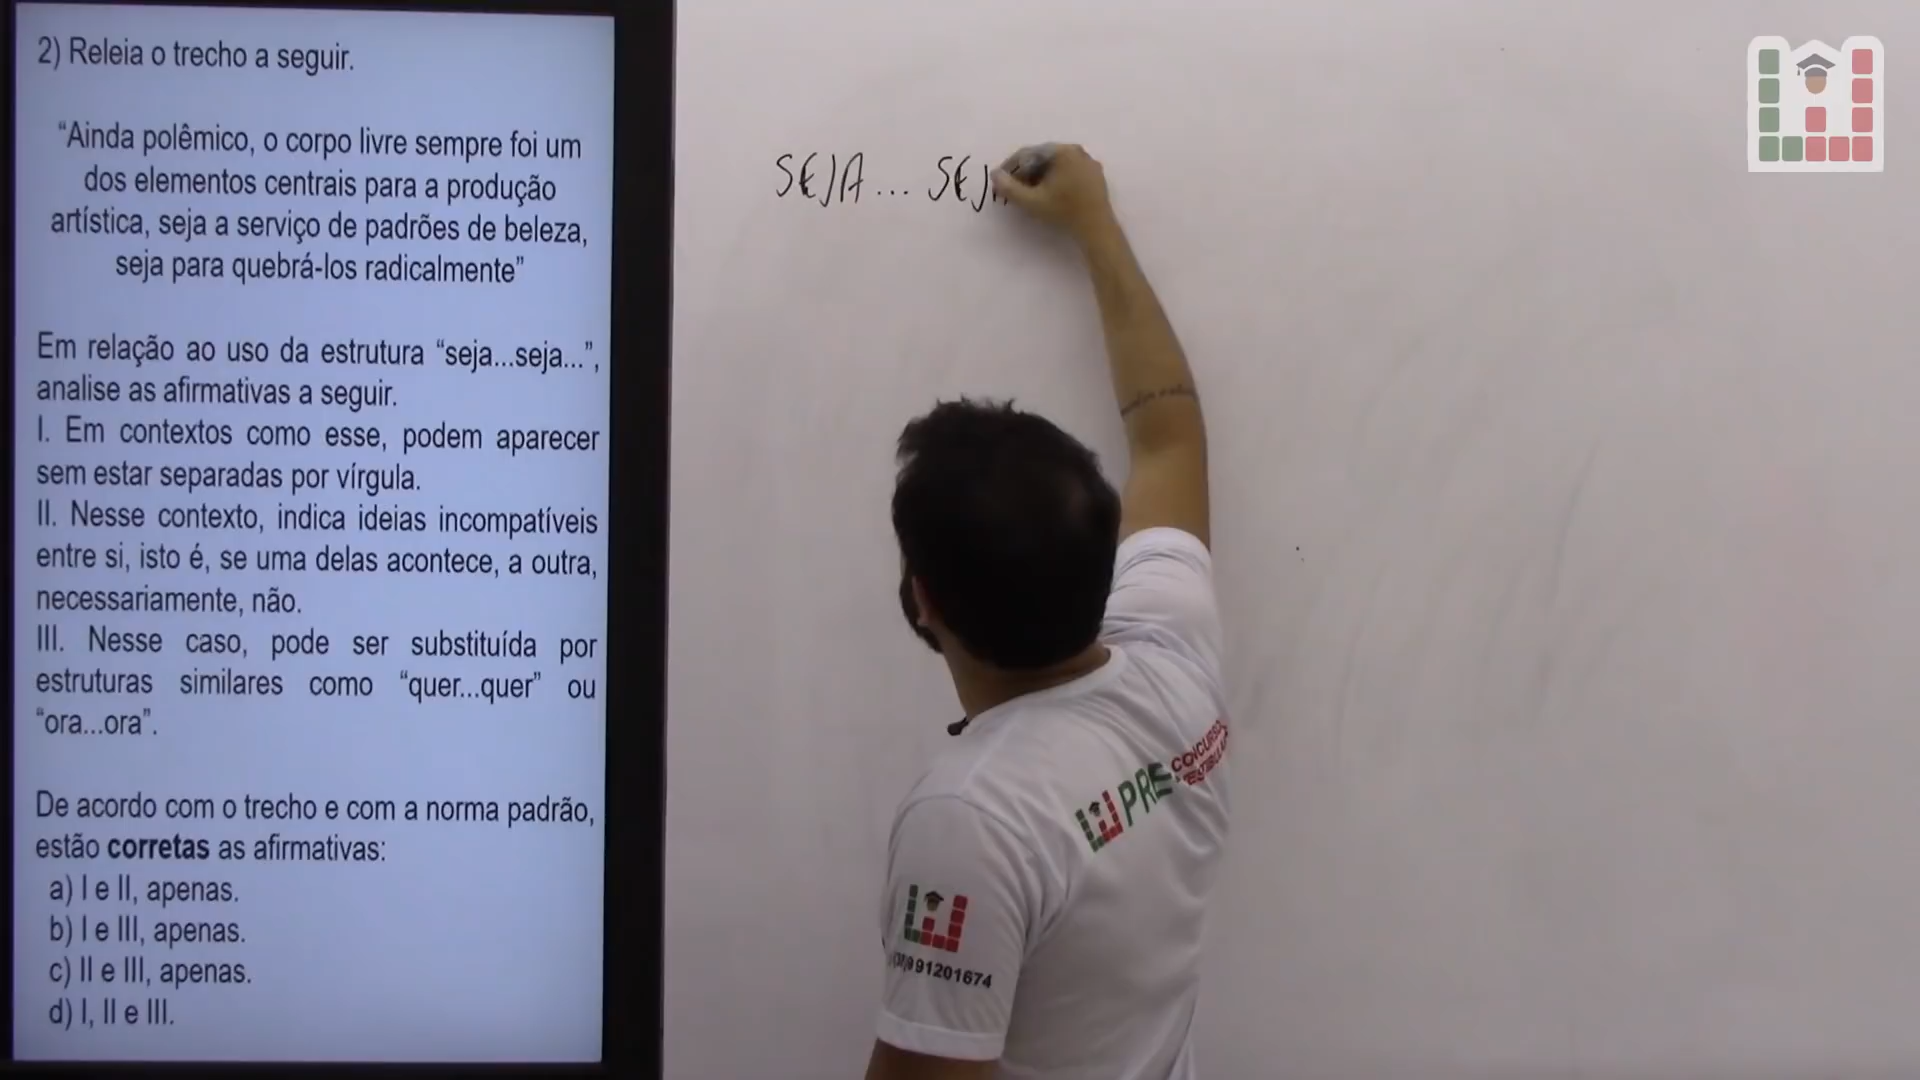 2) Releia o trecho a seguir.
“Ainda polêmico, o corpo livre sempre foi um
dos elementos centrais para a produção
artística, seja a serviço de padrões de beleza,
seja para quebrá-los radicalmente”
Em relação ao uso da estrutura “seja...seja...”,
analise as afirmativas a seguir.
I. Em contextos como esse, podem aparecer
sem estar separadas por vírgula.
II. Nesse contexto, indica ideias incompatíveis
entre si, isto é, se uma delas acontece, a outra,
necessariamente, não.
III. Nesse caso, pode ser substituída por
estruturas similares como “quer...quer” ou
“ora...ora”.
De acordo com o trecho e com a norma padrão,
estão corretas as afirmativas:
a) I e II, apenas.
b) I e III, apenas.
c) II e III, apenas.
d) I, II e III.
SEJA ... SEJA
PRÉ
CONCURSO
991201674